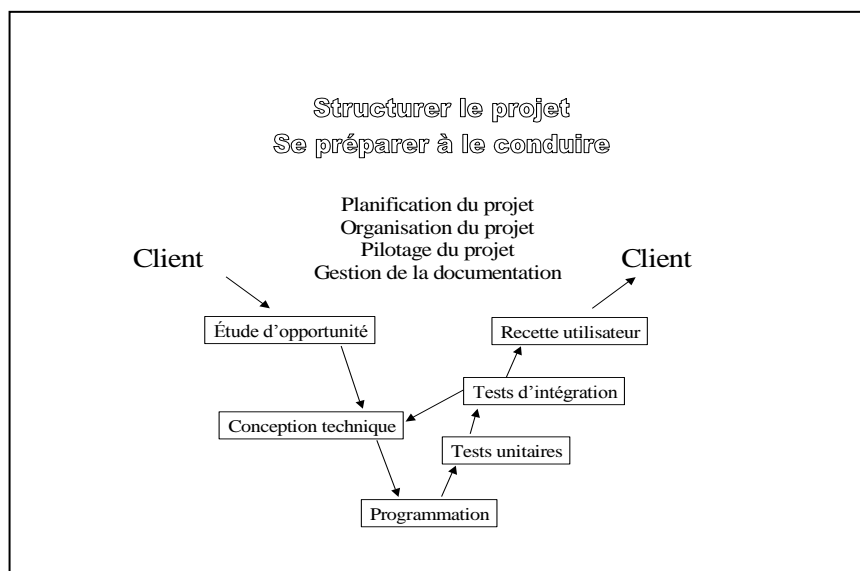 Structurer le projet
Se préparer à le conduire
Planification du projet
Organisation du projet
Pilotage du projet
Gestion de la documentation
Client
Client
Étude d’opportunité
Recette utilisateur
Tests d’intégration
Conception technique
Tests unitaires
Programmation